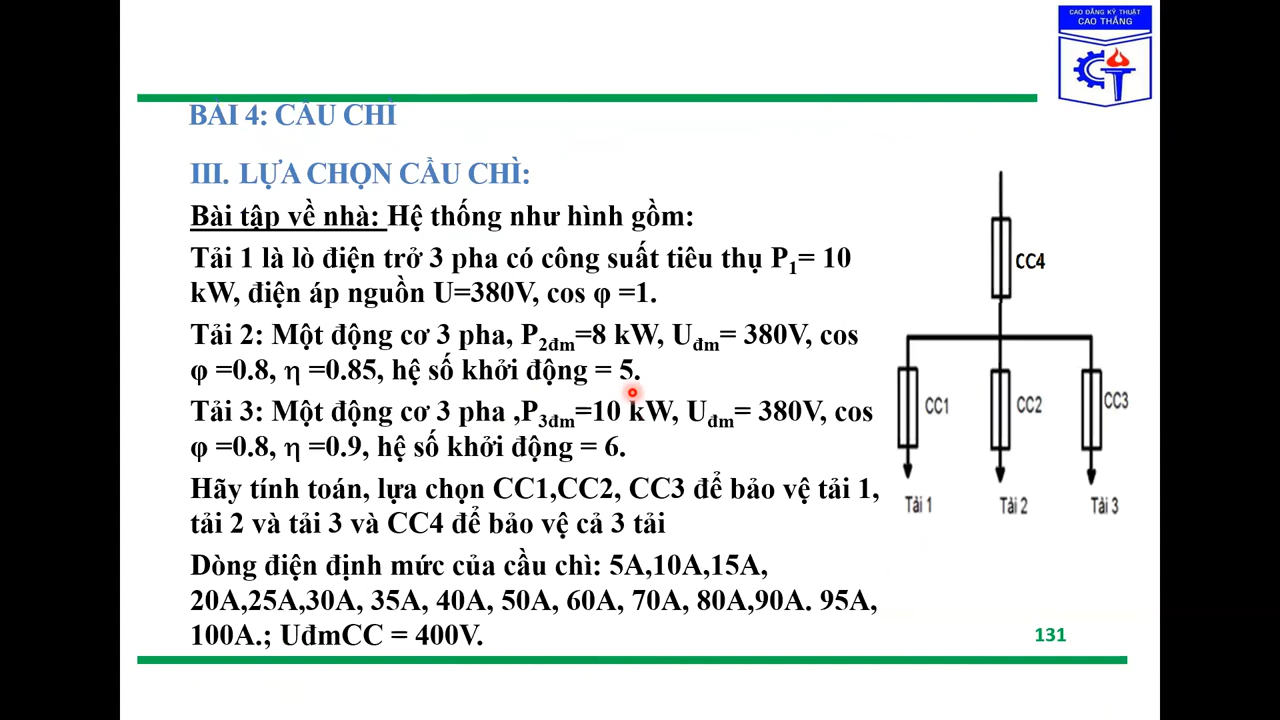 CAO ĐẲNG KỸ THUẬT
CAO THẮNG
BÀI 4: CẦU CHÌ
III. LỰA CHỌN CẦU CHÌ:
Bài tập về nhà: Hệ thống như hình gồm:
Tải 1 là lò điện trở 3 pha có công suất tiêu thụ P₁= 10
kW, điện áp nguồn U=380V, cos φ =1.
Tải 2: Một động cơ 3 pha, P2đm=8 kW, Uđm= 380V, cos
φ =0.8, η =0.85, hệ số khởi động = 5.
Tải 3: Một động cơ 3 pha ,P3đm=10 kW, Uđm= 380V, cos
φ =0.8, η =0.9, hệ số khởi động = 6.
Hãy tính toán, lựa chọn CC1,CC2, CC3 để bảo vệ tải 1,
tải 2 và tải 3 và CC4 để bảo vệ cả 3 tải
Dòng điện định mức của cầu chì: 5A,10A,15A,
20A,25A,30A, 35A, 40A, 50A, 60A, 70A, 80A,90A. 95A,
100A.; UđmCC = 400V.
CC4
CC1
CC2
CC3
Tải 1
Tải 2
Tải 3
131